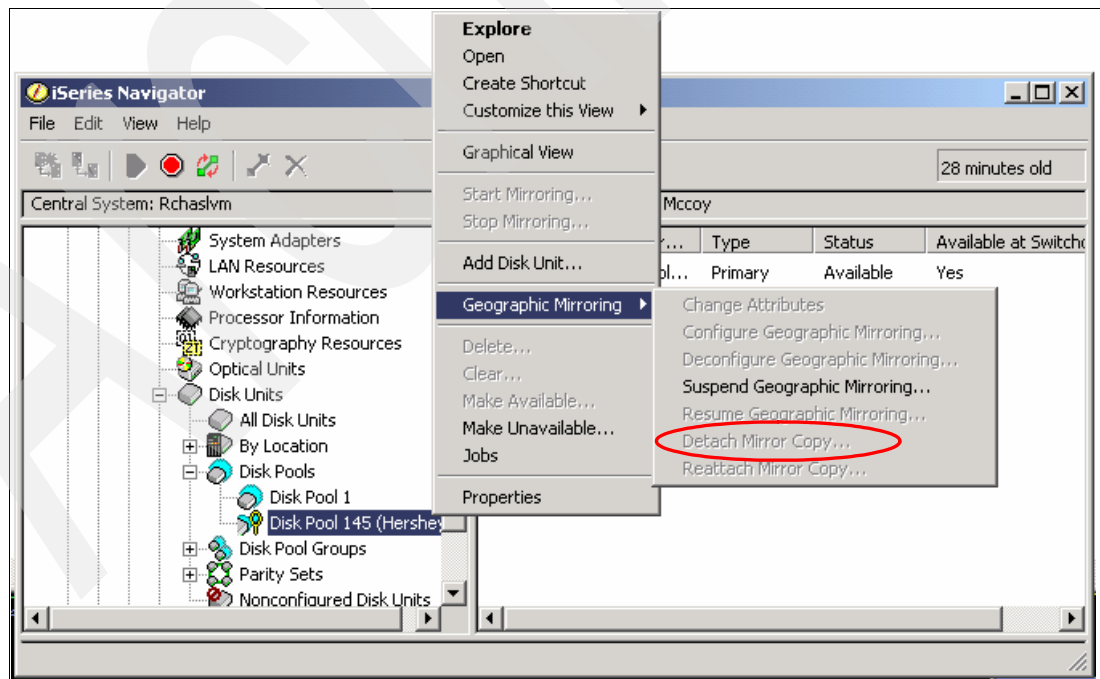 Explore
Open
Create Shortcut
Customize this View
Graphical View
Start Mirroring...
Stop Mirroring...
Add Disk Unit...
Geographic Mirroring
Delete...
Clear...
Make Available...
Make Unavailable...
Jobs
Properties
iSeries Navigator
File Edit View Help
28 minutes old
Central System: Rchaslvm
Mccoy
System Adapters
LAN Resources
Workstation Resources
Processor Information
Cryptography Resources
Optical Units
Disk Units
All Disk Units
By Location
Disk Pools
Disk Pool 1
Disk Pool 145 (Hershey
Disk Pool Groups
Parity Sets
Nonconfigured Disk Units
Type Status Available at Switch
Primary Available Yes
Change Attributes
Configure Geographic Mirroring...
Deconfigure Geographic Mirroring...
Suspend Geographic Mirroring...
Resume Geographic Mirroring...
Detach Mirror Copy...
Reattach Mirror Copy...